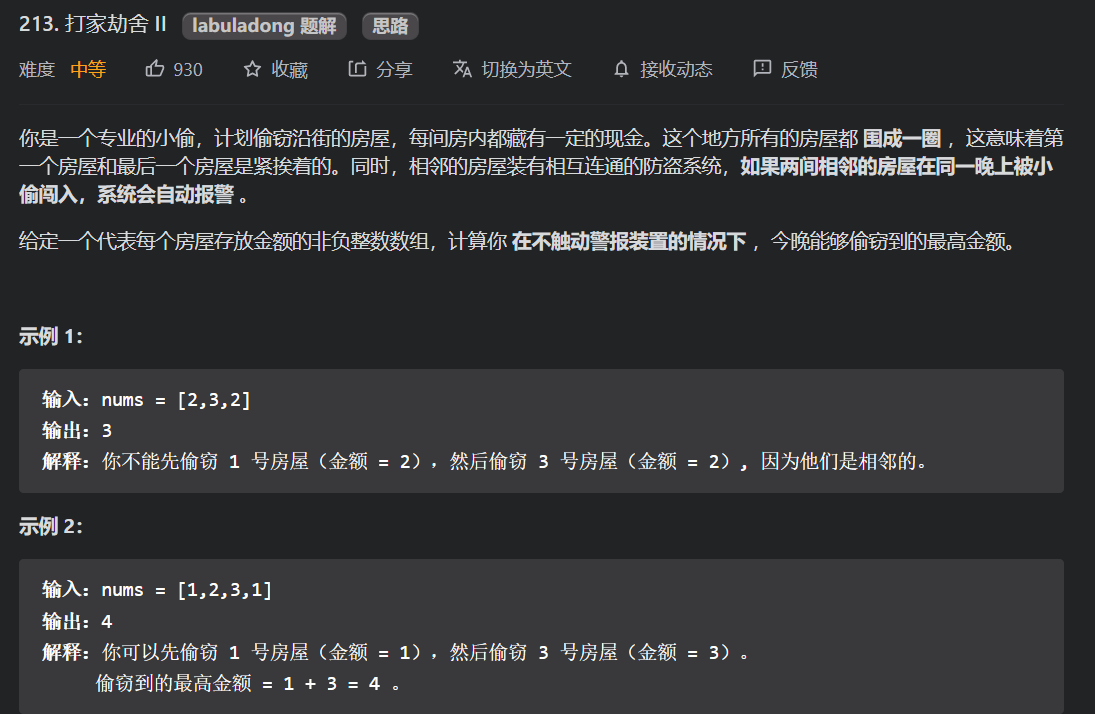 213. 打家劫舍 II labuladong 题解 思路
难度 中等 930 收藏 分享 切换为英文 接收动态 反馈
你是一个专业的小偷，计划偷窃沿街的房屋，每间房内都藏有一定的现金。这个地方所有的房屋都 围成一圈 ，这意味着第
一个房屋和最后一个房屋是紧挨着的。同时，相邻的房屋装有相互连通的防盗系统，如果两间相邻的房屋在同一晚上被小
偷闯入，系统会自动报警 。
给定一个代表每个房屋存放金额的非负整数数组，计算你 在不触动警报装置的情况下 ，今晚能够偷窃到的最高金额。
示例 1：
输入：nums = [2,3,2]
输出：3
解释：你不能先偷窃 1 号房屋（金额 = 2），然后偷窃 3 号房屋（金额 = 2）, 因为他们是相邻的。
示例 2：
输入：nums = [1,2,3,1]
输出：4
解释：你可以先偷窃 1 号房屋（金额 = 1），然后偷窃 3 号房屋（金额 = 3）。
偷窃到的最高金额 = 1 + 3 = 4 。